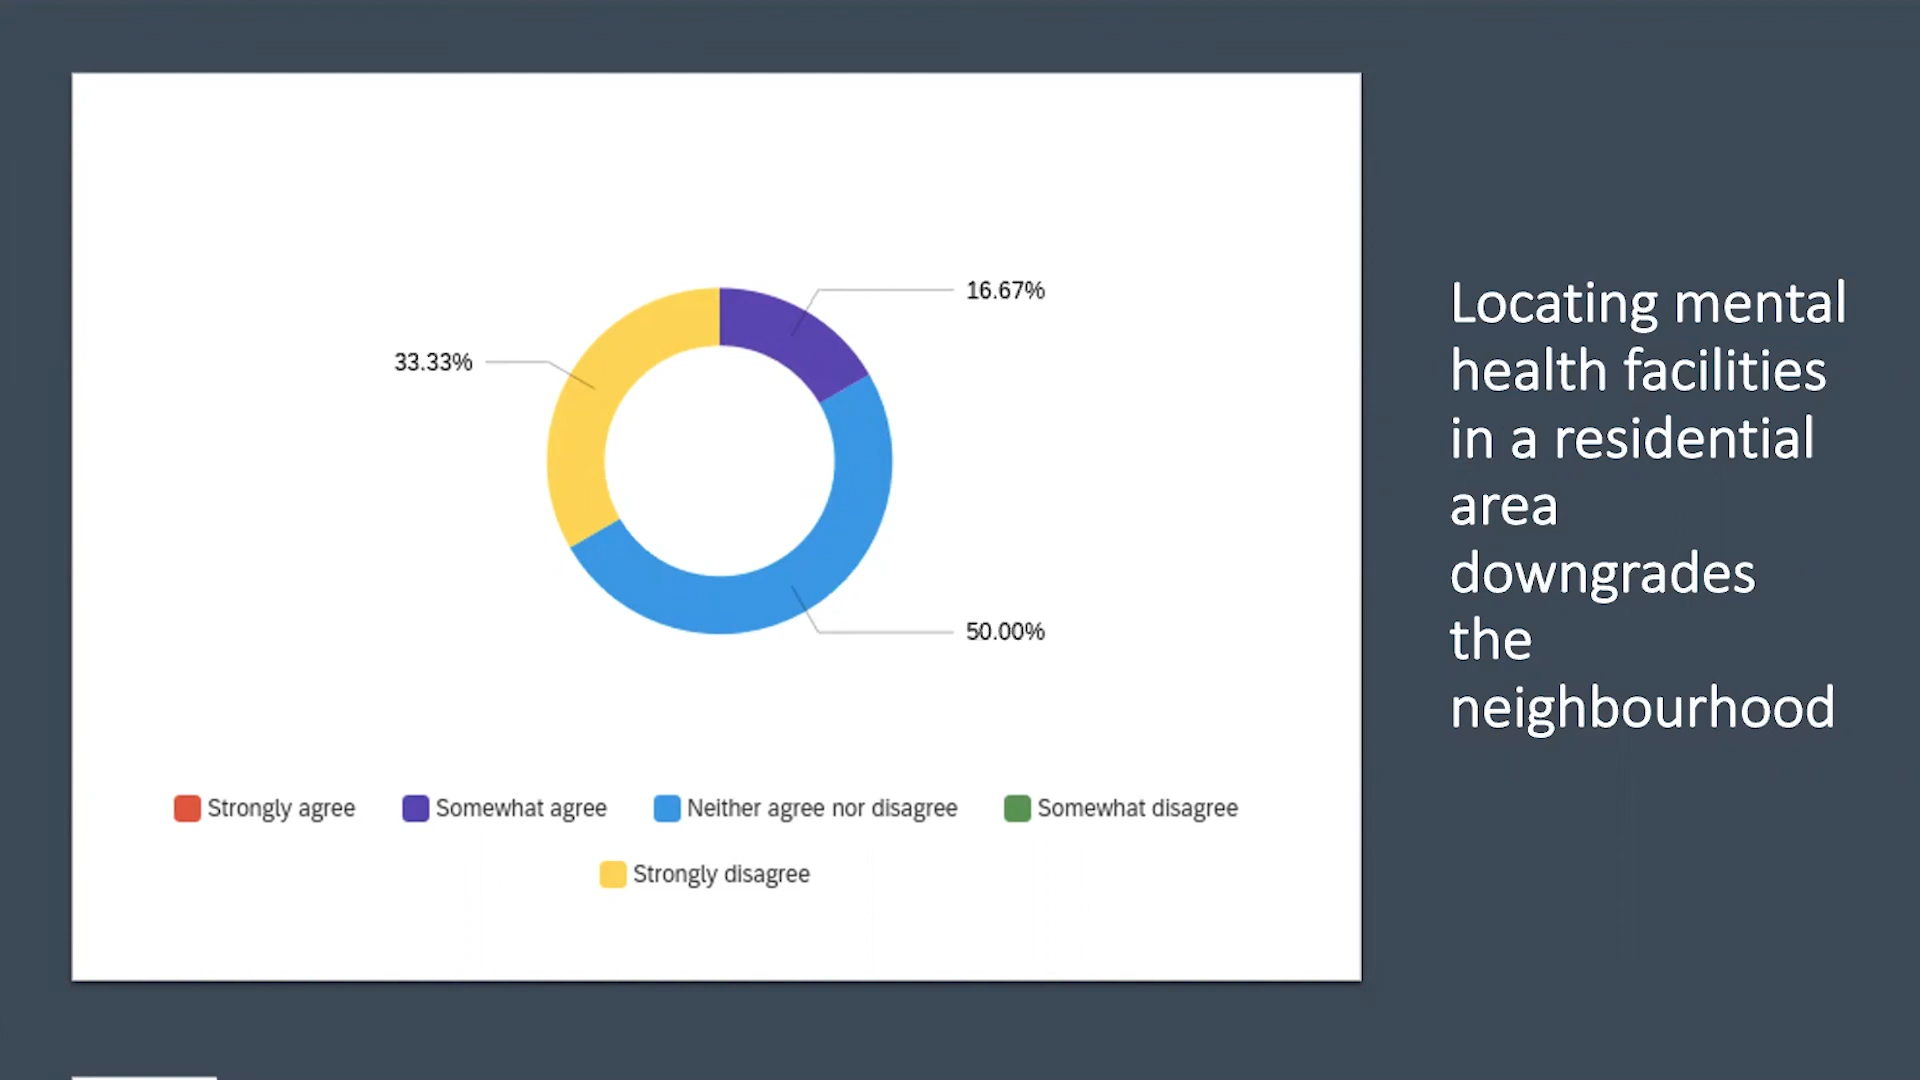 16.67%
33.33%
50.00%
Strongly agree
Somewhat agree
Neither agree nor disagree
Somewhat disagree
Strongly disagree
Locating mental
health facilities
in a residential
area
downgrades
the
neighbourhood